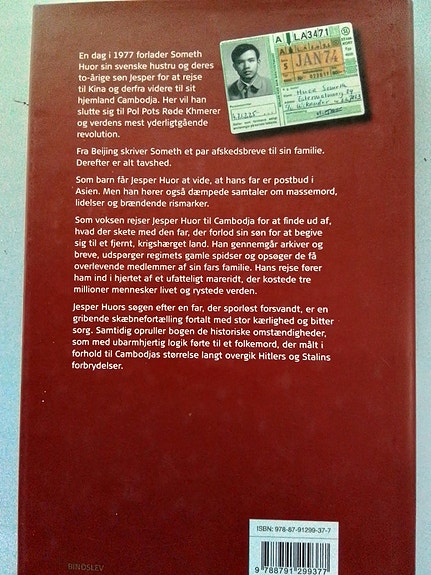 En dag i 1977 forlader Someth
Huor sin svenske hustru og deres
to-årige søn Jesper for at rejse
til Kina og derfra videre til sit
hjemland Cambodja. Her vil han
slutte sig til Pol Pots Røde Khmerer
og verdens mest yderligtgående
revolution.
A LA3471
A
JAN 74
Huor Someth
Fra Beijing skriver Someth et par afskedsbreve til sin familie.
Derefter er alt tavshed.
Som barn får Jesper at vide, at hans far er postbud i
Asien. Men han hører også dæmpede samtaler om massemord,
lidelser og brændende rismarker.
Som voksen rejser Jesper Huor til Cambodja for at finde ud af,
hvad der skete med den far, der forlod sin søn for at begive
sig til et fjernt, krigshærget land. Han gennemgår arkiver og
breve, udspørger regimets gamle spidser og opsøger de få
overlevende medlemmer af sin fars familie. Hans rejse fører
ham ind i hjertet af et ufatteligt mareridt, der kostede tre
millioner mennesker livet og rystede verden.
Jesper Huors søgen efter en far, der sporløst forsvandt, er en
gribende skæbnefortælling fortalt med stor kærlighed og bitter
sorg. Samtidig opruller bogen de historiske omstændigheder,
som med ubarmhjertig logik førte til et folkemord, der målt i
forhold til Cambodjas størrelse langt overgik Hitlers og Stalins
forbrydelser.
ISBN: 978-87-91299-37-7
9 788791 299377
BINDSLEV